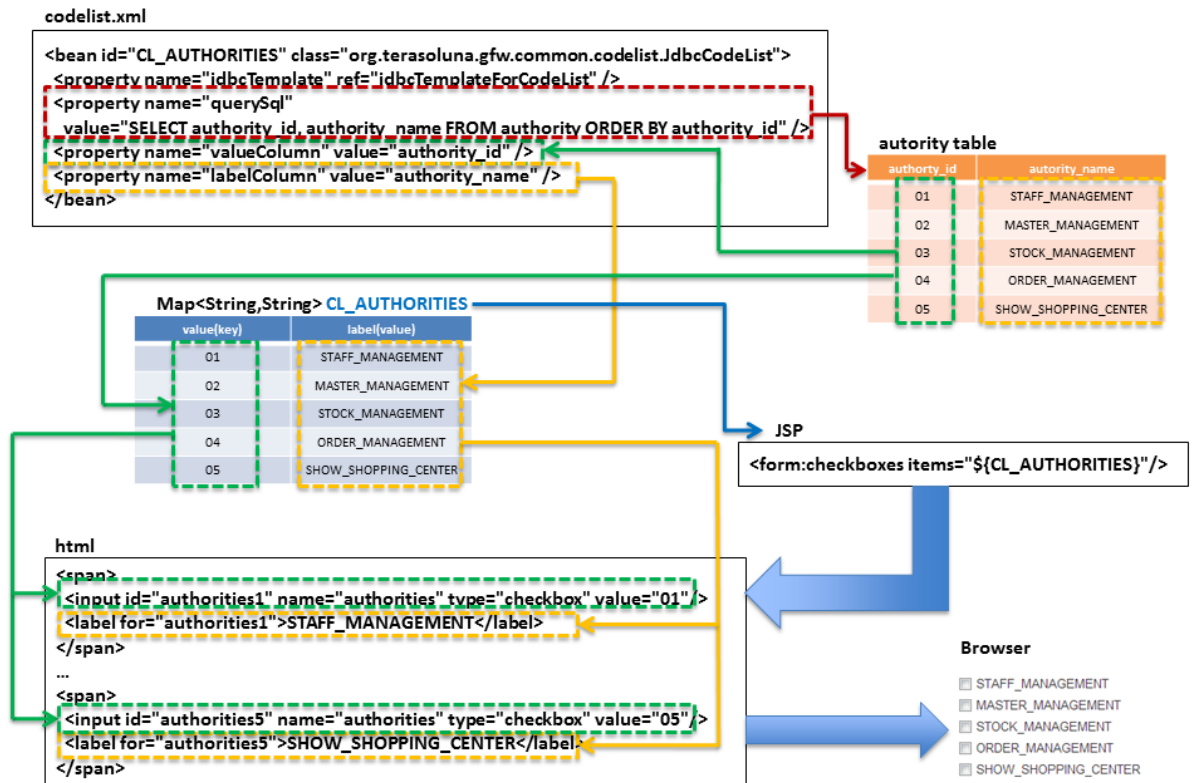 codelist.xml
<bean id="CL_AUTHORITIES" class="org.terasoluna.gfw.common.codelist.JdbcCodeList">
<property name="jdbcTemplate" ref="jdbcTemplateForCodeList" />
<property name="querySql"
value="SELECT authority_id, authority_name FROM authority ORDER BY authority_id" />
<property name="valueColumn" value="authority_id" />
<property name="labelColumn" value="authority_name" />
</bean>
autority table
authorty_id autority_name
01 STAFF_MANAGEMENT
02 MASTER_MANAGEMENT
03 STOCK_MANAGEMENT
04 ORDER_MANAGEMENT
05 SHOW_SHOPPING_CENTER
Map<String,String> CL_AUTHORITIES
value(key) label(value)
01 STAFF_MANAGEMENT
02 MASTER_MANAGEMENT
03 STOCK_MANAGEMENT
04 ORDER_MANAGEMENT
05 SHOW_SHOPPING_CENTER
JSP
<form:checkboxes items="${CL_AUTHORITIES}"/>
html
<span>
<input id="authorities1" name="authorities" type="checkbox" value="01"/>
<label for="authorities1">STAFF_MANAGEMENT</label>
</span>
...
<span>
<input id="authorities5" name="authorities" type="checkbox" value="05"/>
<label for="authorities5">SHOW_SHOPPING_CENTER</label>
</span>
Browser
STAFF_MANAGEMENT
MASTER_MANAGEMENT
STOCK_MANAGEMENT
ORDER_MANAGEMENT
SHOW_SHOPPING_CENTER